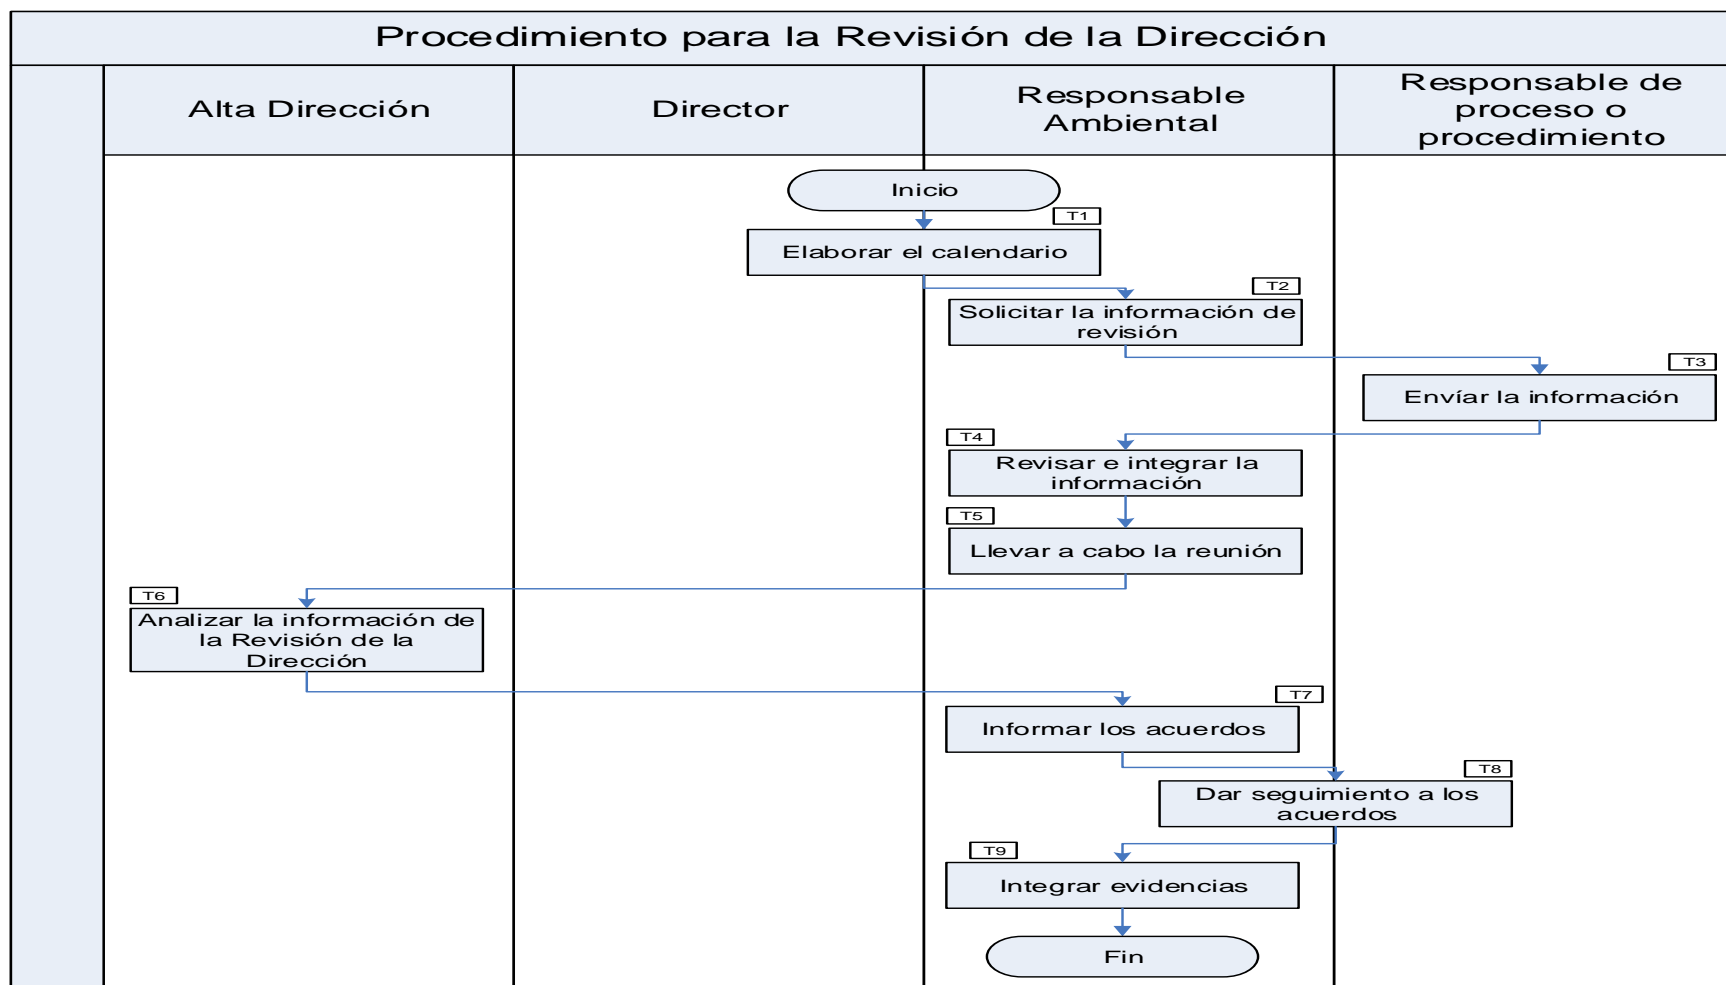 Procedimiento para la Revisión de la Dirección
Alta Dirección
Director
Responsable
Ambiental
Responsable de
proceso o
procedimiento
Inicio
T1
Elaborar el calendario
T2
Solicitar la información de
revisión
T3
Envíar la información
T4
Revisar e integrar la
información
T5
Llevar a cabo la reunión
T6
Analizar la información de
la Revisión de la
Dirección
T7
Informar los acuerdos
T8
Dar seguimiento a los
acuerdos
T9
Integrar evidencias
Fin